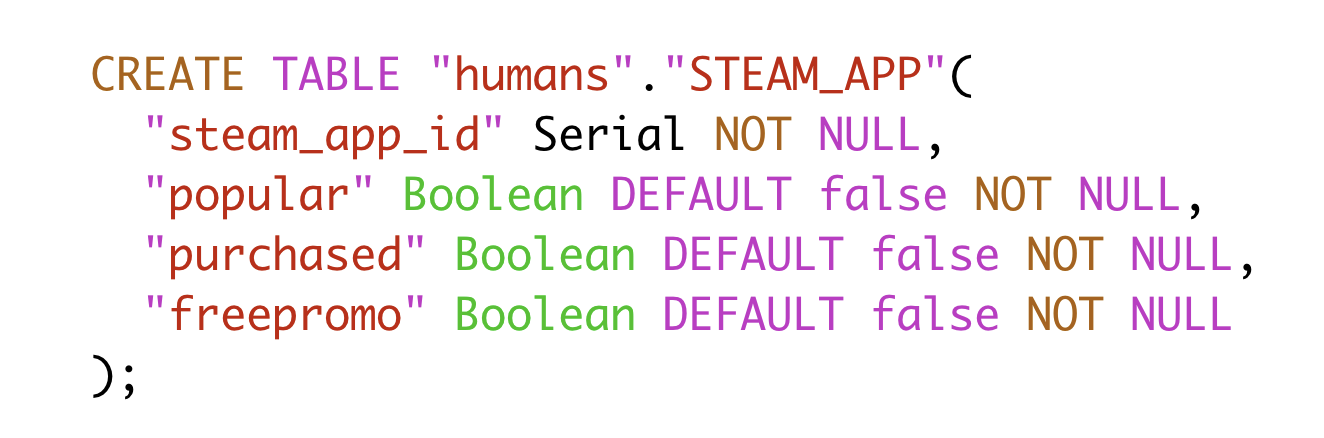 CREATE TABLE "humans"."STEAM_APP"(
"steam_app_id" Serial NOT NULL,
"popular" Boolean DEFAULT false NOT NULL,
"purchased" Boolean DEFAULT false NOT NULL,
"freepromo" Boolean DEFAULT false NOT NULL
);